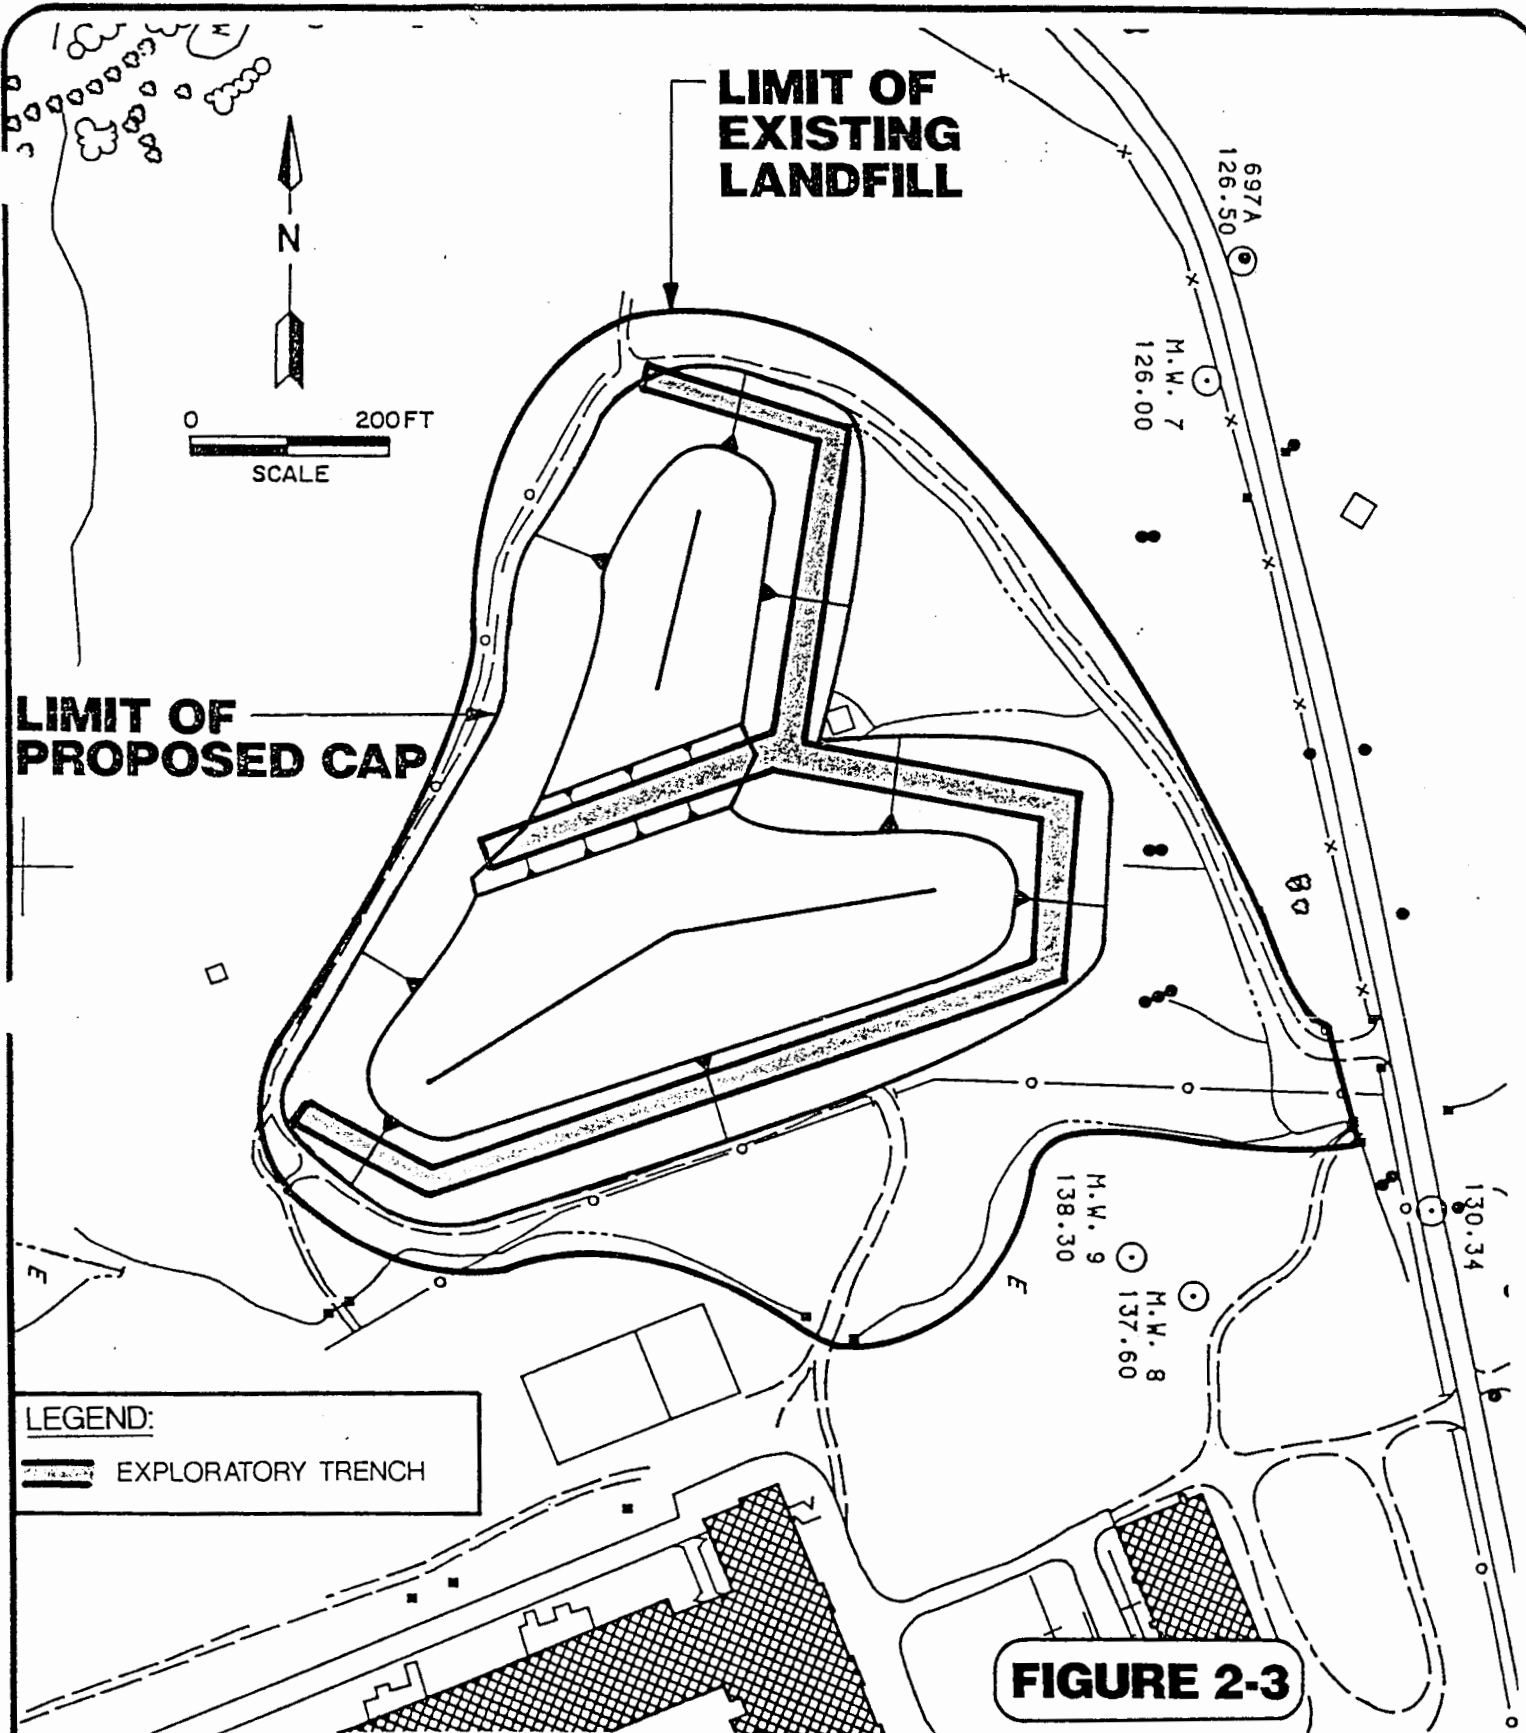 LIMIT OF
EXISTING
LANDFILL
697A
126.50
N
M.W. 7
126.00
0 200FT
SCALE
LIMIT OF
PROPOSED CAP
M.W. 9
138.30
130.34
M.W. 8
137.60
E
E
LEGEND:
EXPLORATORY TRENCH
FIGURE 2-3